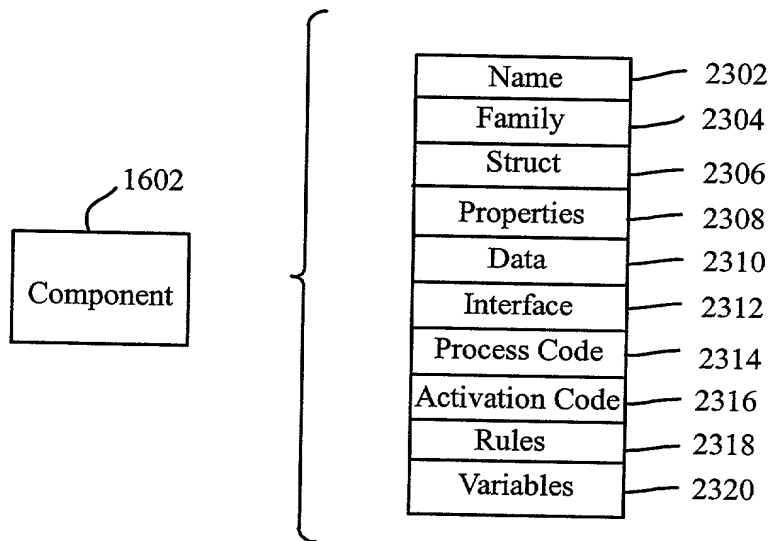 1602
Component
Name 2302
Family 2304
Struct 2306
Properties 2308
Data 2310
Interface 2312
Process Code 2314
Activation Code 2316
Rules 2318
Variables 2320